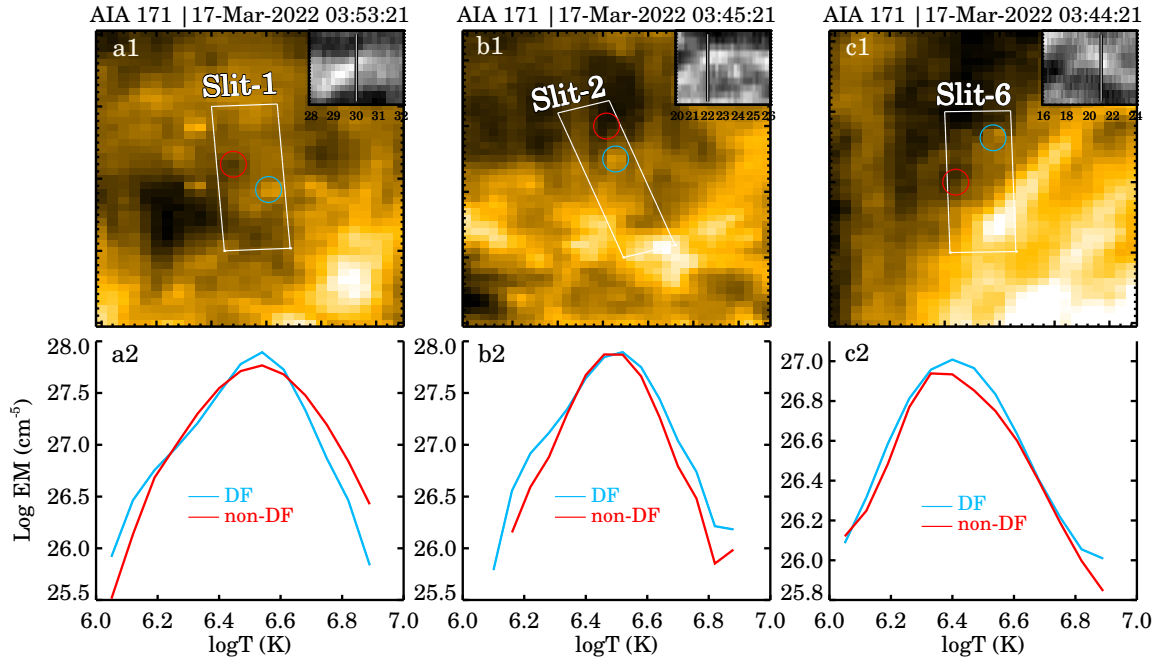 AIA 171 | 17-Mar-2022 03:53:21
AIA 171 | 17-Mar-2022 03:45:21
AIA 171 | 17-Mar-2022 03:44:21
a1
Slit-1
28 29 30 31 32
b1
Slit-2
20 21 22 23 24 25 26
c1
Slit-6
16 18 20 22 24
a2
28.0
27.5
27.0
26.5
26.0
25.5
Log EM (cm-5)
DF
non-DF
6.0 6.2 6.4 6.6 6.8 7.0
logT (K)
b2
28.0
27.5
27.0
26.5
26.0
25.5
DF
non-DF
6.0 6.2 6.4 6.6 6.8 7.0
logT (K)
c2
27.0
26.8
26.6
26.4
26.2
26.0
25.8
DF
non-DF
6.0 6.2 6.4 6.6 6.8 7.0
logT (K)